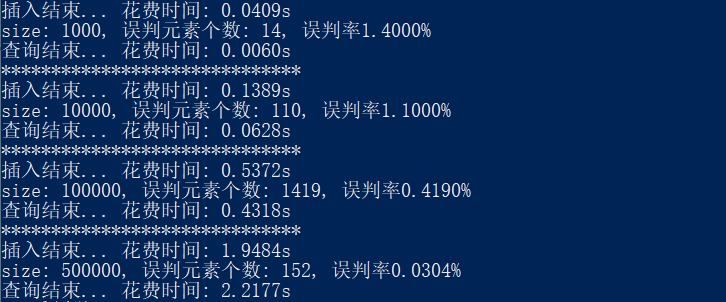 插入结束... 花费时间: 0.0409s
size: 1000, 误判元素个数: 14, 误判率1.4000%
查询结束... 花费时间: 0.0060s
******************************
插入结束... 花费时间: 0.1389s
size: 10000, 误判元素个数: 110, 误判率1.1000%
查询结束... 花费时间: 0.0628s
******************************
插入结束... 花费时间: 0.5372s
size: 100000, 误判元素个数: 1419, 误判率0.4190%
查询结束... 花费时间: 0.4318s
******************************
插入结束... 花费时间: 1.9484s
size: 500000, 误判元素个数: 152, 误判率0.0304%
查询结束... 花费时间: 2.2177s